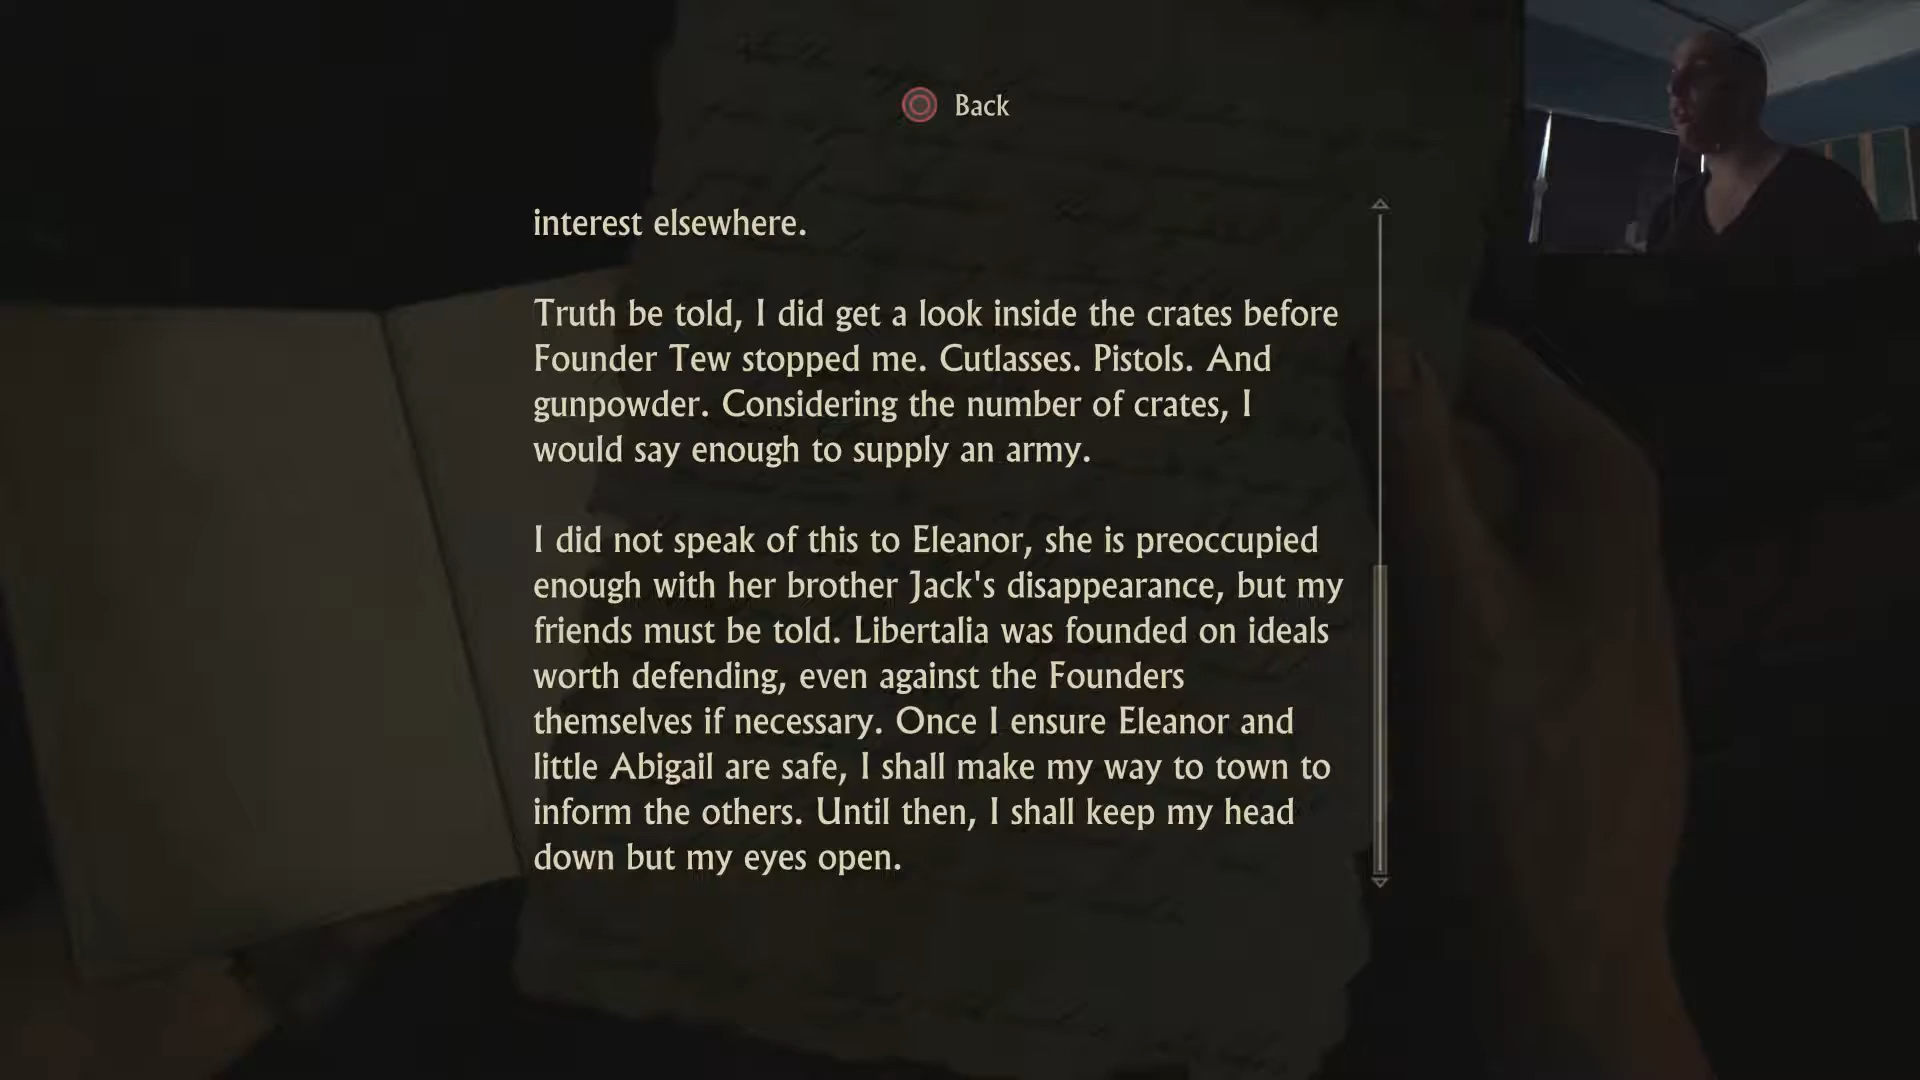 Back
interest elsewhere.
Truth be told, I did get a look inside the crates before
Founder Tew stopped me. Cutlasses. Pistols. And
gunpowder. Considering the number of crates, I
would say enough to supply an army.
I did not speak of this to Eleanor, she is preoccupied
enough with her brother Jack's disappearance, but my
friends must be told. Libertalia was founded on ideals
worth defending, even against the Founders
themselves if necessary. Once I ensure Eleanor and
little Abigail are safe, I shall make my way to town to
inform the others. Until then, I shall keep my head
down but my eyes open.